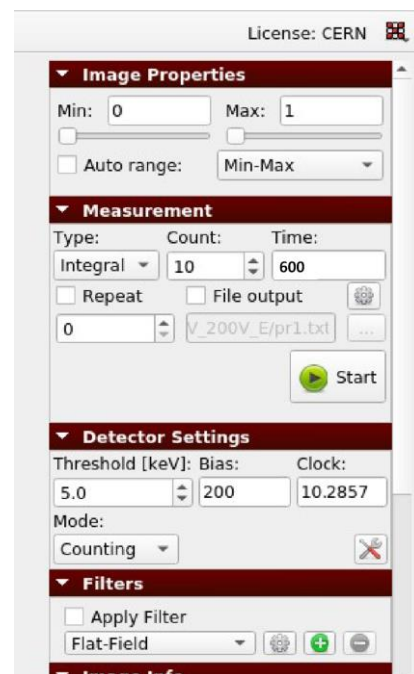 License: CERN
Image Properties
Min: 0 Max: 1
Auto range: Min-Max
Measurement
Type: Count: Time:
Integral 10 600
Repeat File output
0 V_200V_E/pr1.txt ...
Start
Detector Settings
Threshold [keV]: Bias: Clock:
5.0 200 10.2857
Mode:
Counting
Filters
Apply Filter
Flat-Field